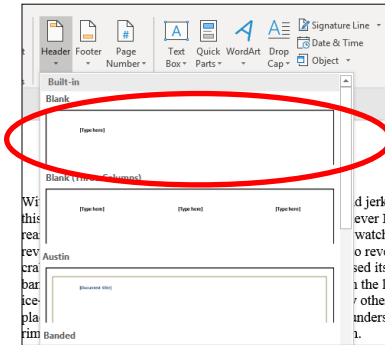 Header Footer Page Number Text Box Quick Parts WordArt Drop Cap Signature Line
Date & Time
Object
Built-in
Blank
[Type here]
Blank (Three Columns)
[Type here] [Type here] [Type here]
Austin
[Document title]
Banded